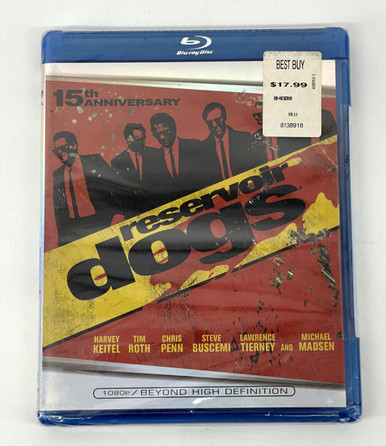 Blu-ray Disc
BEST BUY
$17.99
BLU
8138918
15th
ANNIVERSARY
reservoir
dogs
HARVEY KEITEL
TIM ROTH
CHRIS PENN
STEVE BUSCEMI
LAWRENCE TIERNEY
AND
MICHAEL MADSEN
1080p / BEYOND HIGH DEFINITION